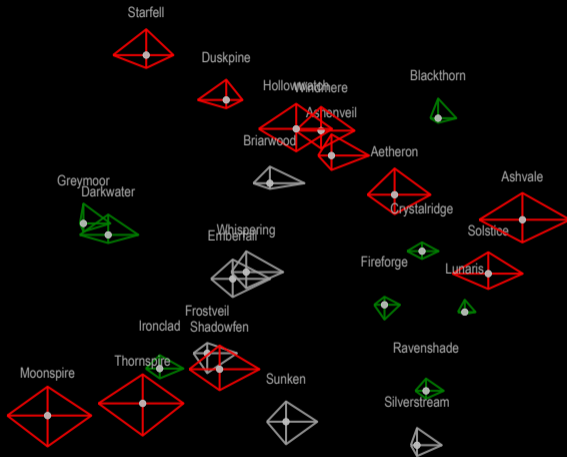 Starfell
Duskpine
Blackthorn
Hollowwatch
Windmere
Ashenveil
Briarwood
Aetheron
Ashvale
Greymoor
Darkwater
Crystalridge
Whispering
Solstice
Emberfall
Fireforge
Lunaris
Frostveil
Ironclad
Shadowfen
Ravenshade
Thornspire
Moonspire
Sunken
Silverstream